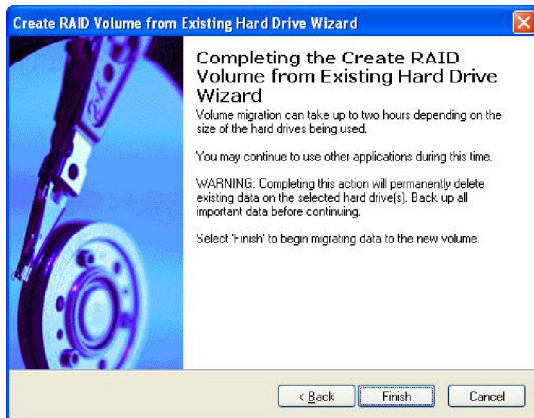 Create RAID Volume from Existing Hard Drive Wizard
Completing the Create RAID
Volume from Existing Hard Drive
Wizard
Volume migration can take up to two hours depending on the
size of the hard drives being used.
You may continue to use other applications during this time.
WARNING: Completing this action will permanently delete
existing data on the selected hard drive(s). Back up all
important data before continuing.
Select 'Finish' to begin migrating data to the new volume.
< Back
Finish
Cancel